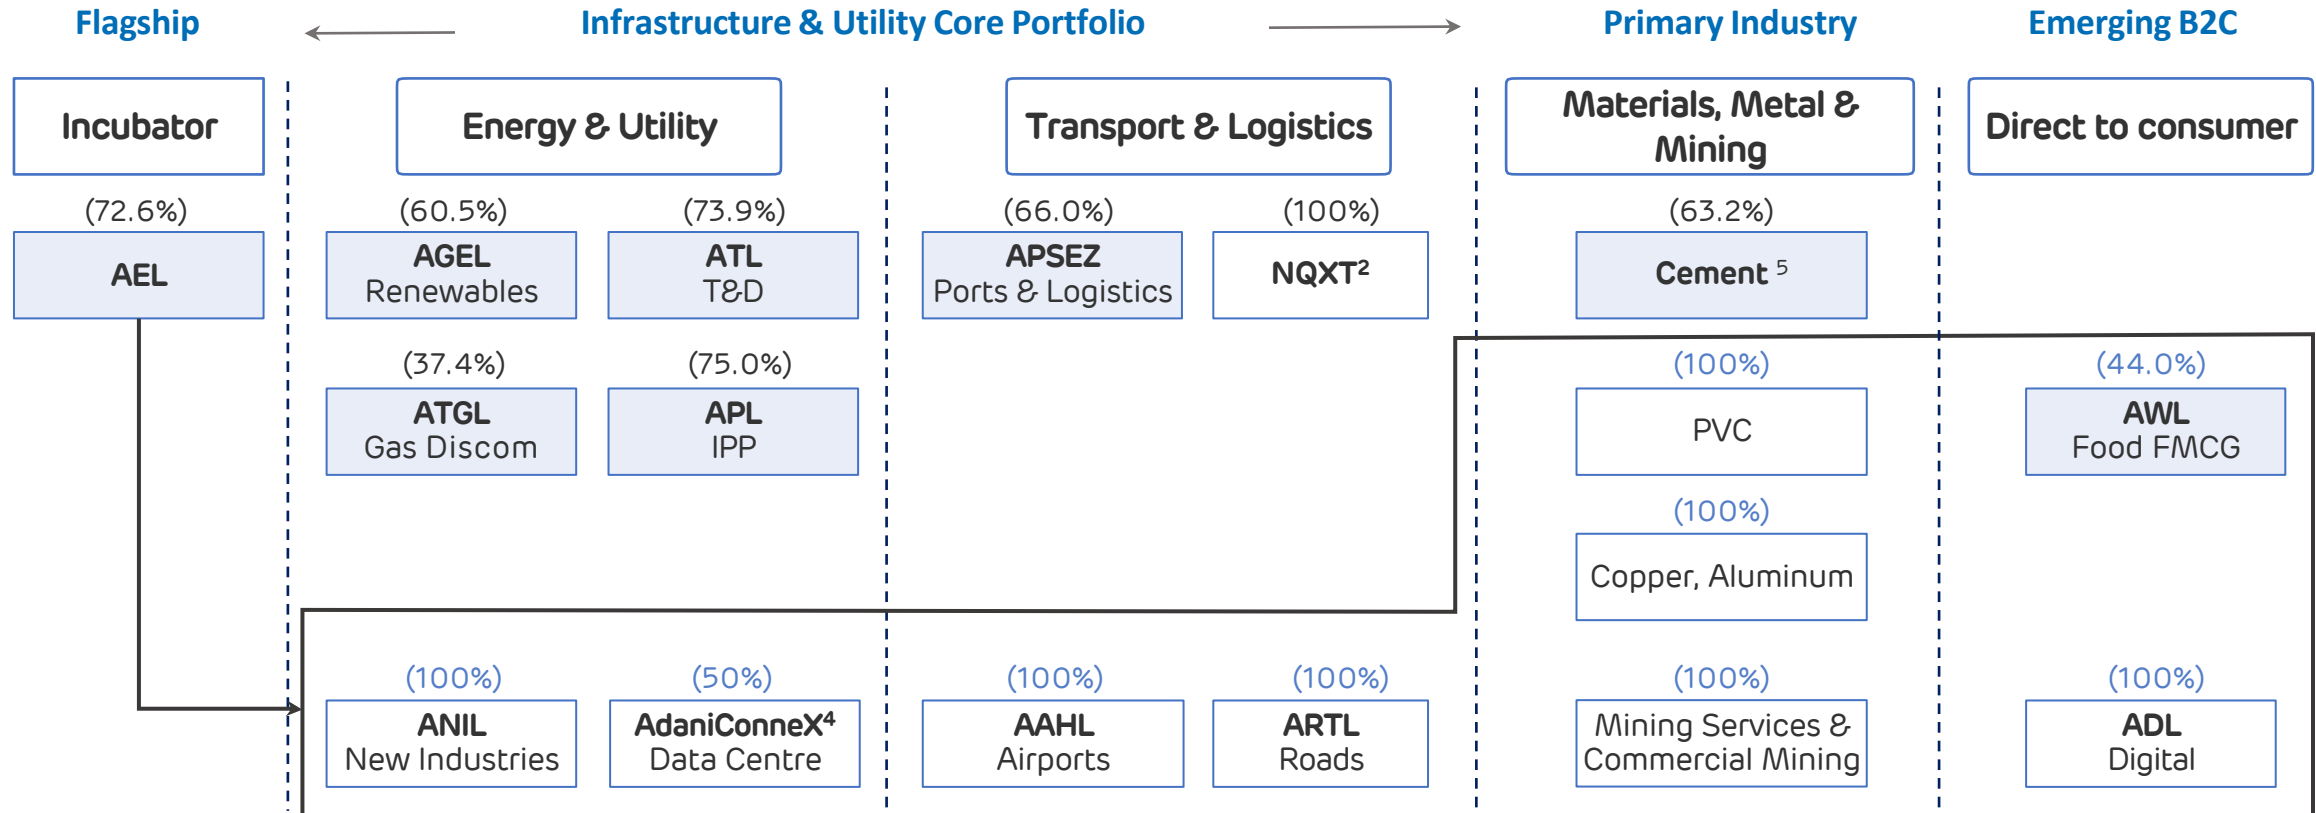 Flagship
Infrastructure & Utility Core Portfolio
Primary Industry
Emerging B2C
Incubator
Energy & Utility
Transport & Logistics
Materials, Metal &
Mining
Direct to consumer
(72.6%)
(60.5%)
(73.9%)
(66.0%)
(100%)
(63.2%)
AEL
AGEL
Renewables
ATL
T&D
APSEZ
Ports & Logistics
NQXT²
Cement ⁵
(37.4%)
(75.0%)
(100%)
(44.0%)
ATGL
Gas Discom
APL
IPP
PVC
AWL
Food FMCG
(100%)
Copper, Aluminum
(100%)
(50%)
(100%)
(100%)
(100%)
(100%)
ANIL
New Industries
AdaniConneX⁴
Data Centre
AAHL
Airports
ARTL
Roads
Mining Services &
Commercial Mining
ADL
Digital